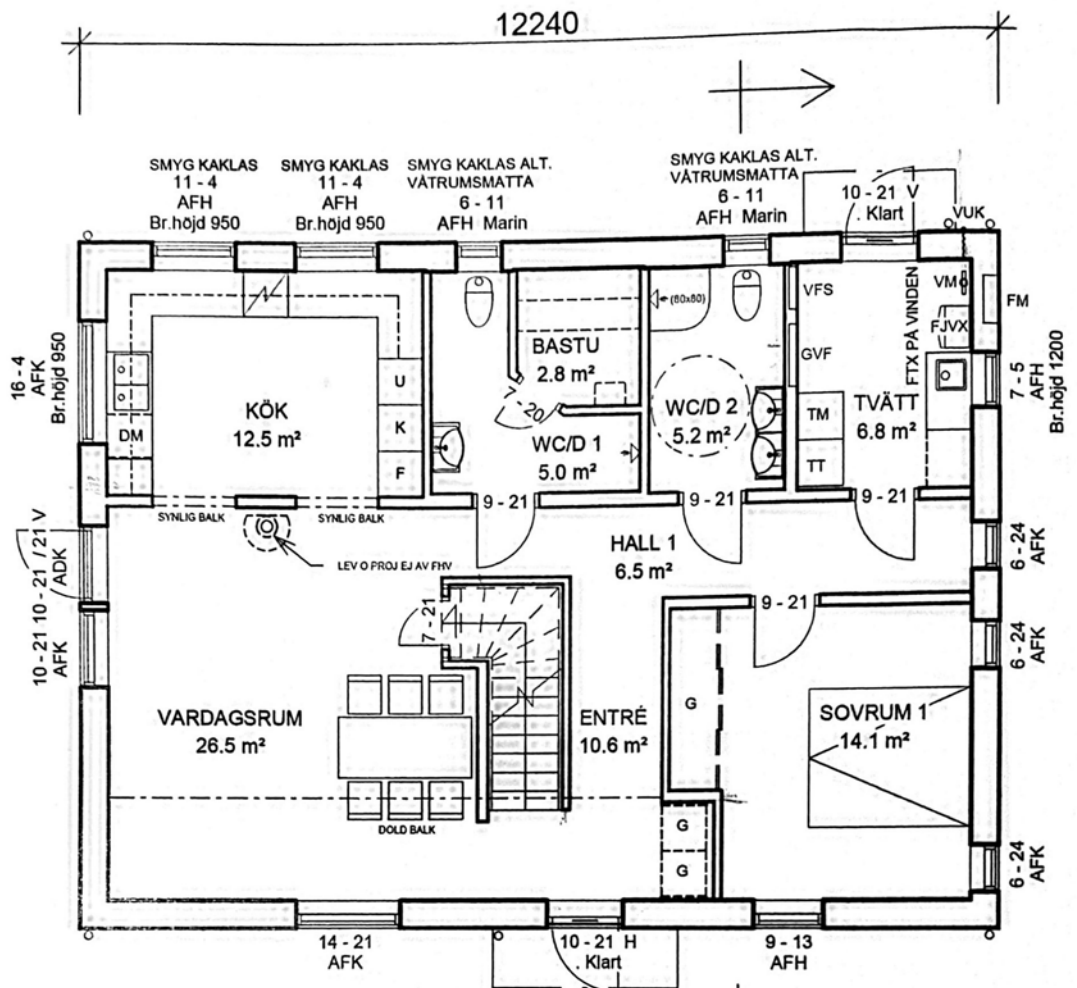 12240
SMYG KAKLAS
11 - 4
AFH
Br.höjd 950
SMYG KAKLAS
11 - 4
AFH
Br.höjd 950
SMYG KAKLAS ALT.
VÅTRUMSMATTA
6 - 11
AFH Marin
SMYG KAKLAS ALT.
VÅTRUMSMATTA
6 - 11
AFH Marin
10 - 21 V
. Klart
VUK
16 - 4
AFK
Br.höjd 950
KÖK
12.5 m²
DM
U
K
F
BASTU
2.8 m²
7 - 20
WC/D 1
5.0 m²
(80x80)
WC/D 2
5.2 m²
VFS
GVF
TM
TT
FTX PÅ VINDEN
VM
FJVX
TVÄTT
6.8 m²
FM
7 - 5
AFH
Br.höjd 1200
SYNLIG BALK
SYNLIG BALK
9 - 21
9 - 21
9 - 21
LEV O PROJ EJ AV FHV
HALL 1
6.5 m²
10 - 21 / 21 V
ADK
10 - 21
AFK
7 - 21
9 - 21
6 - 24
AFK
6 - 24
AFK
VARDAGSRUM
26.5 m²
ENTRÉ
10.6 m²
G
SOVRUM 1
14.1 m²
DOLD BALK
G
G
6 - 24
AFK
14 - 21
AFK
10 - 21 H
. Klart
9 - 13
AFH